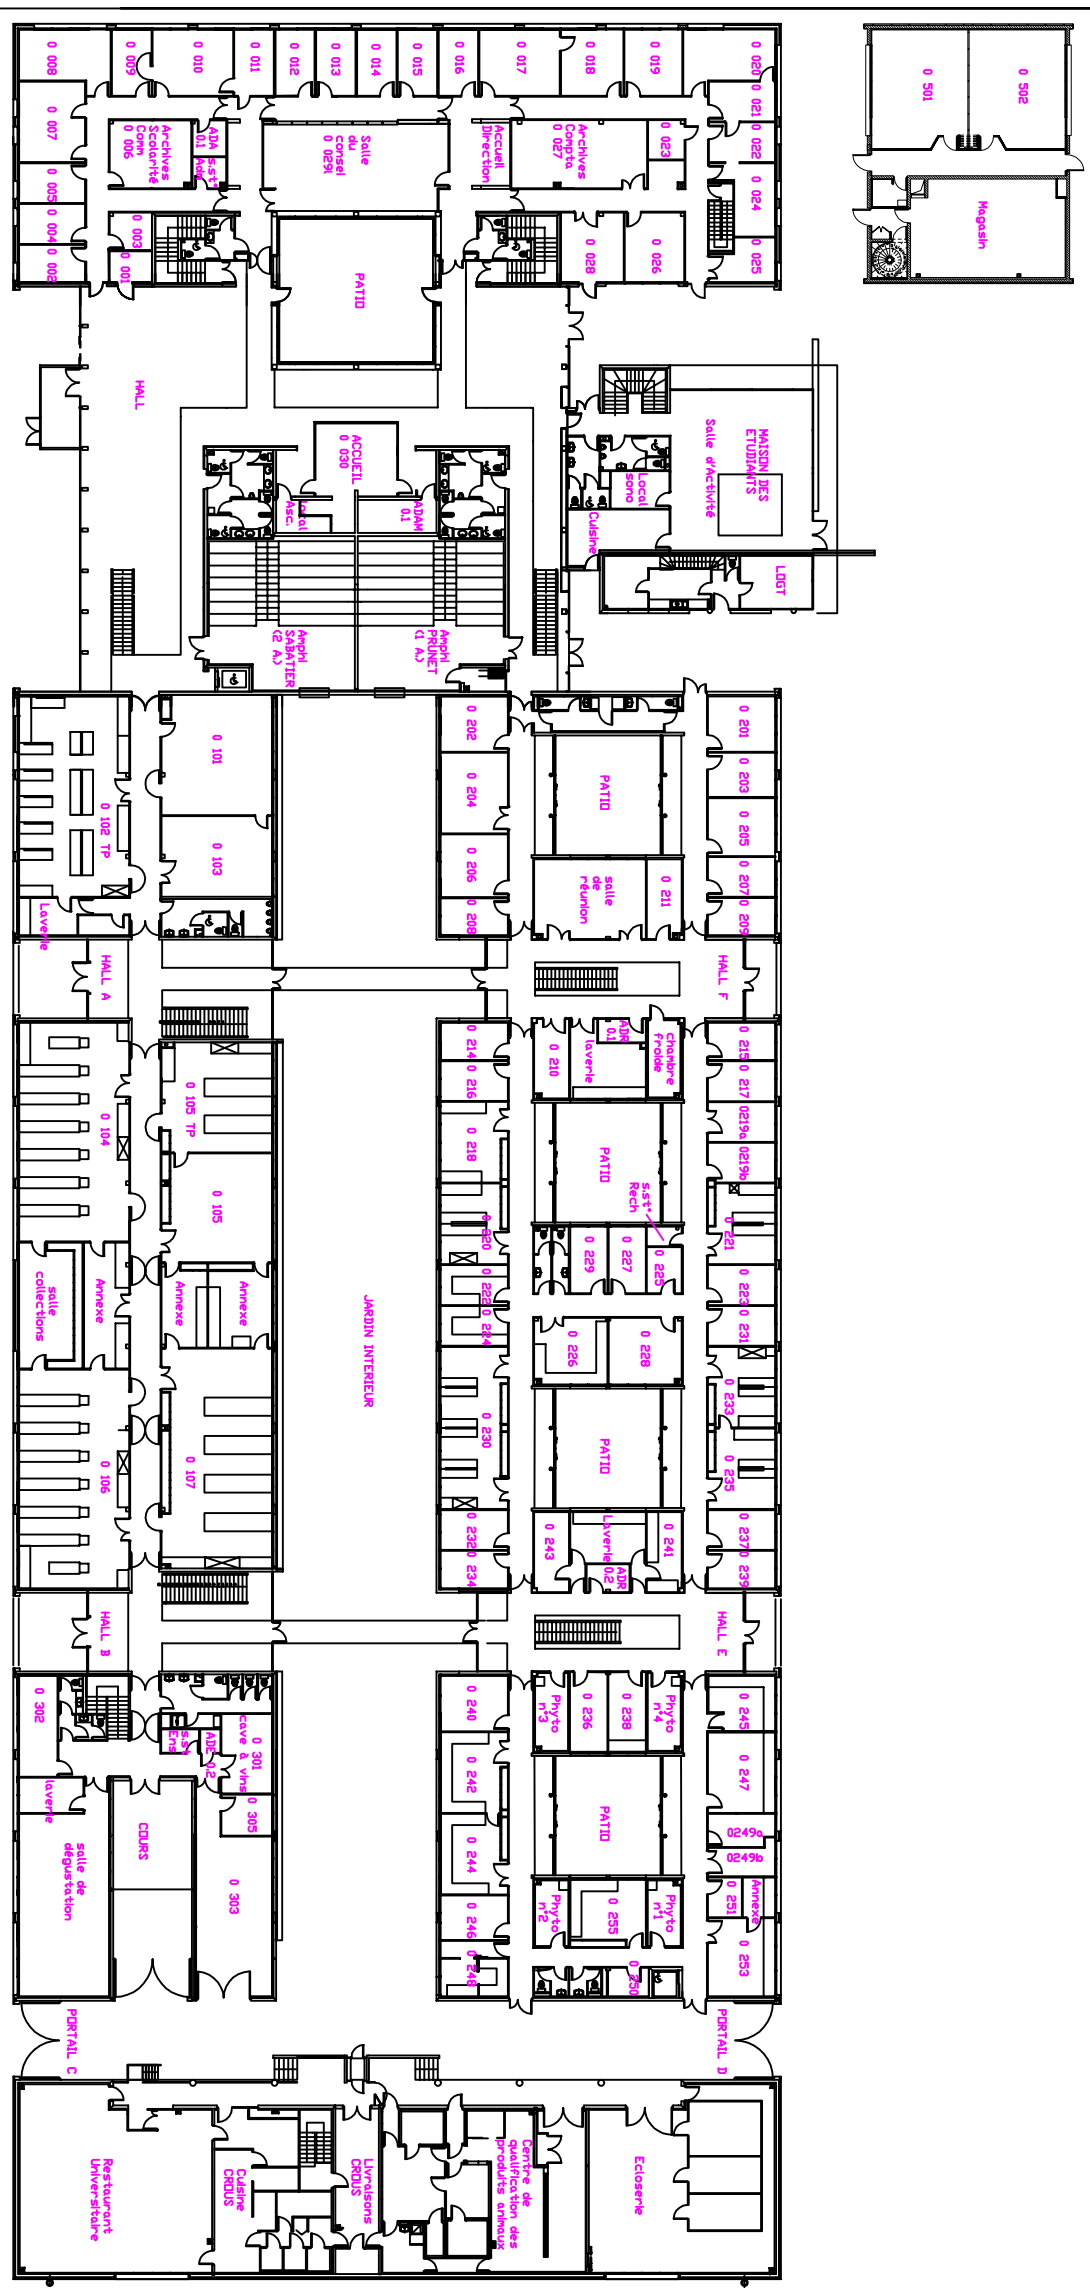 0 008
0 009
0 010
0 011
0 012
0 013
0 014
0 015
0 016
0 017
0 018
0 019
0 020
0 021
0 022
0 024
0 025
0 007
0 005
0 004
0 002
0 003
0 001
Archives
Scolarité
Comm
0 006
ADA
0.1
s.st°
Adm
Salle
du
conseil
0 029
Accueil
Direction
Archives
Compta
0 027
0 023
0 028
0 026
PATIO
0 501
0 502
Magasin
HALL
ACCUEIL
0 030
Local
Asc.
ADAM
0.1
MAISON DES
ETUDIANTS
Salle d'Activité
Local
sono
Cuisine
LOGT
Amphi
SABATIER
(2 A.)
Amphi
PRUNET
(1 A.)
0 101
0 102 TP
0 103
Laverie
0 202
0 204
0 206
0 208
PATIO
salle
de
réunion
0 211
0 201
0 203
0 205
0 207
0 209
HALL A
HALL F
0 104
0 105 TP
0 105
Annexe
Annexe
Annexe
salle
collections
0 106
0 107
JARDIN INTERIEUR
0 214
0 216
0 218
0 220
0 222
0 224
0 230
0 232
0 234
0 210
laverie
ADR
0.1
chambre
froide
PATIO
s.st°
Rech
0 229
0 227
0 225
0 226
0 228
PATIO
0 243
Laverie
ADR
0.2
0 241
0 215
0 217
0219a
0219b
0 221
0 223
0 231
0 233
0 235
0 237
0 239
HALL B
HALL E
0 302
laverie
salle de
dégustation
COURS
s.st
Ens
ADE 0.2
0 301
cave à vins
0 305
0 303
0 240
0 242
0 244
0 246
0 248
Phyto
n°3
0 236
0 238
Phyto
n°4
PATIO
Phyto
n°2
0 255
Phyto
n°1
0 250
0 245
0 247
0249a
0249b
0 251
Annexe
0 253
PORTAIL C
PORTAIL D
Restaurant
Universitaire
Cuisine
CROUS
Livraisons
CROUS
Centre de
qualification des
produits animaux
Ecloserie